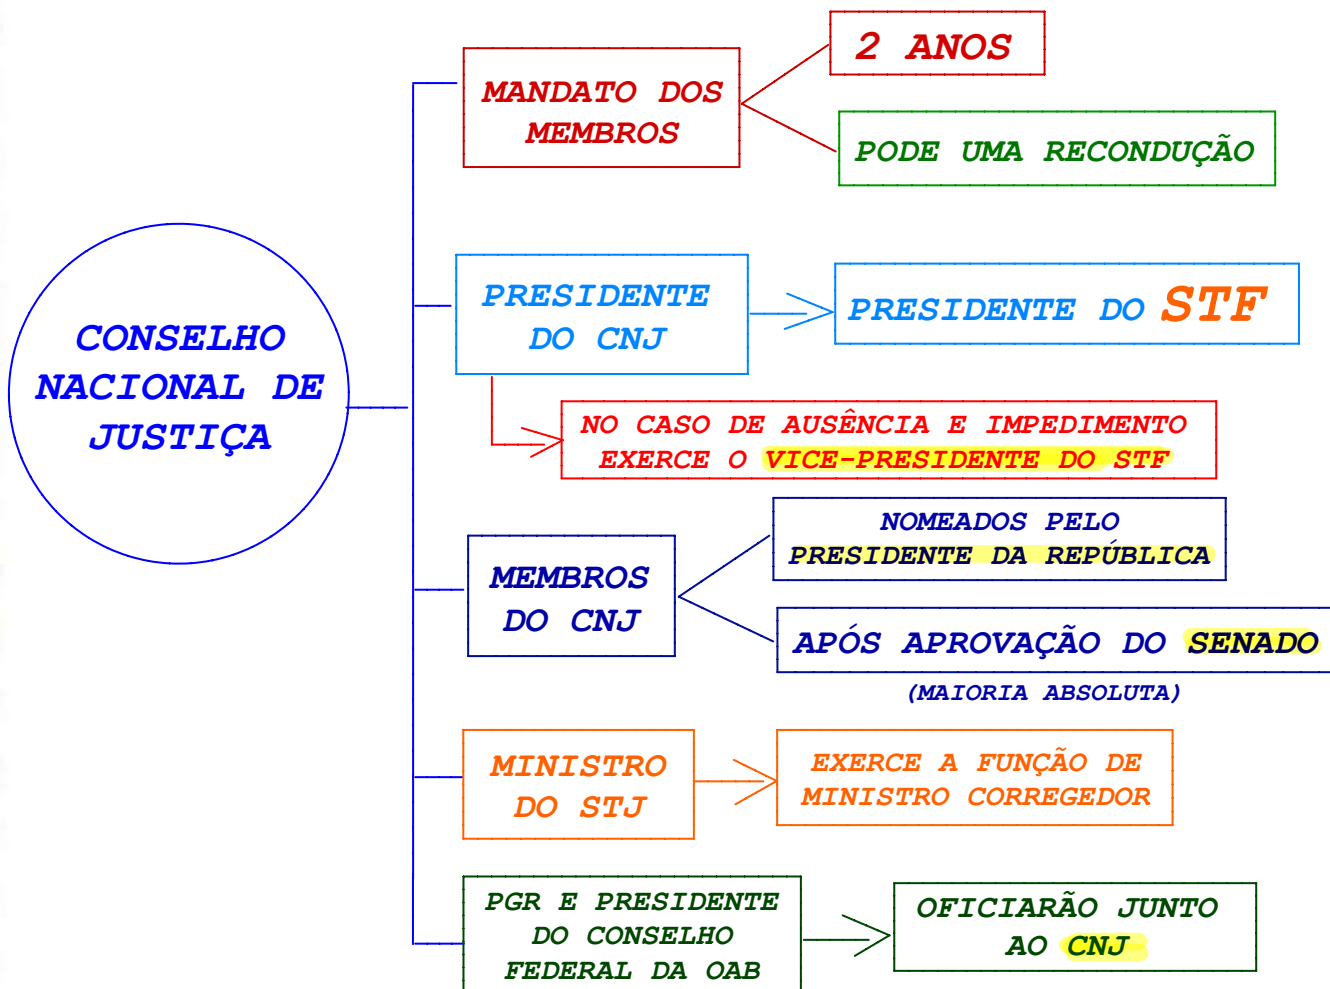 CONSELHO
NACIONAL DE
JUSTIÇA
MANDATO DOS
MEMBROS
2 ANOS
PODE UMA RECONDUÇÃO
PRESIDENTE
DO CNJ
PRESIDENTE DO STF
NO CASO DE AUSÊNCIA E IMPEDIMENTO
EXERCE O VICE-PRESIDENTE DO STF
MEMBROS
DO CNJ
NOMEADOS PELO
PRESIDENTE DA REPÚBLICA
APÓS APROVAÇÃO DO SENADO
(MAIORIA ABSOLUTA)
MINISTRO
DO STJ
EXERCE A FUNÇÃO DE
MINISTRO CORREGEDOR
PGR E PRESIDENTE
DO CONSELHO
FEDERAL DA OAB
OFICIARÃO JUNTO
AO CNJ